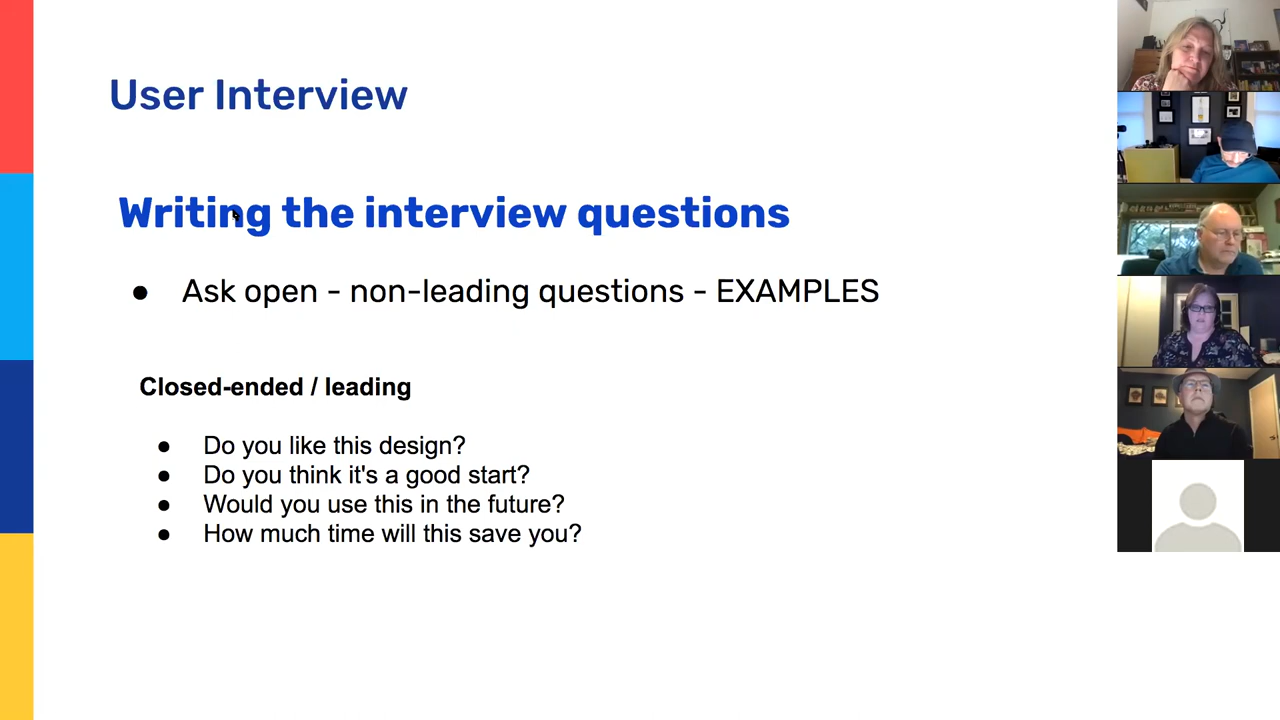 User Interview
Writing the interview questions
● Ask open - non-leading questions - EXAMPLES
Closed-ended / leading
● Do you like this design?
● Do you think it's a good start?
● Would you use this in the future?
● How much time will this save you?